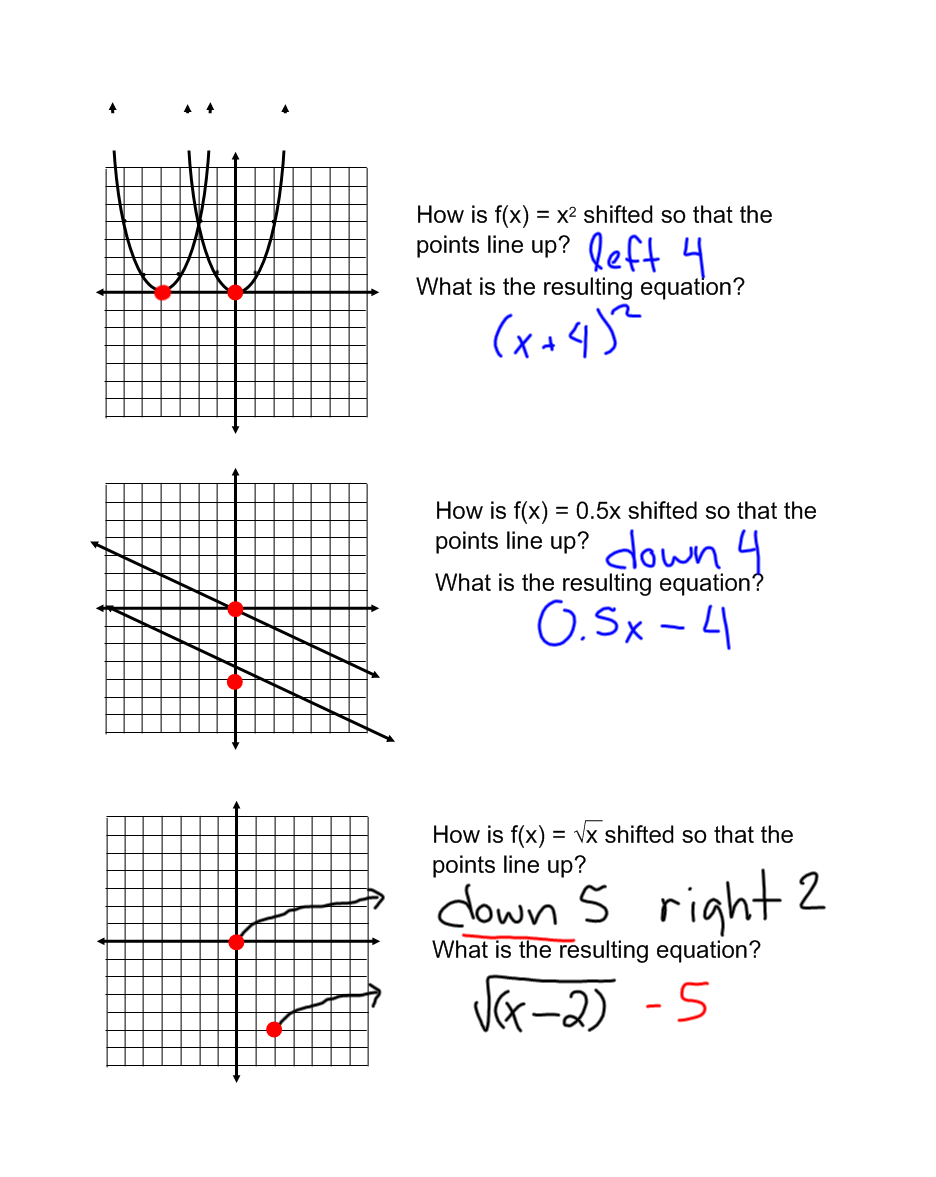 How is f(x) = x² shifted so that the
points line up? left 4
What is the resulting equation?
(x + 4)²
How is f(x) = 0.5x shifted so that the
points line up? down 4
What is the resulting equation?
0.5x – 4
How is f(x) = √x shifted so that the
points line up?
down 5 right 2
What is the resulting equation?
√(x–2) - 5